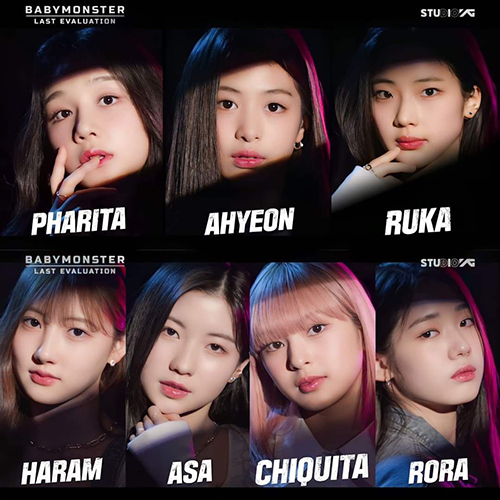 BABYMONSTER
LAST EVALUATION
STUDIO YG
PHARITA
AHYEON
RUKA
BABYMONSTER
LAST EVALUATION
STUDIO YG
HARAM
ASA
CHIQUITA
RORA